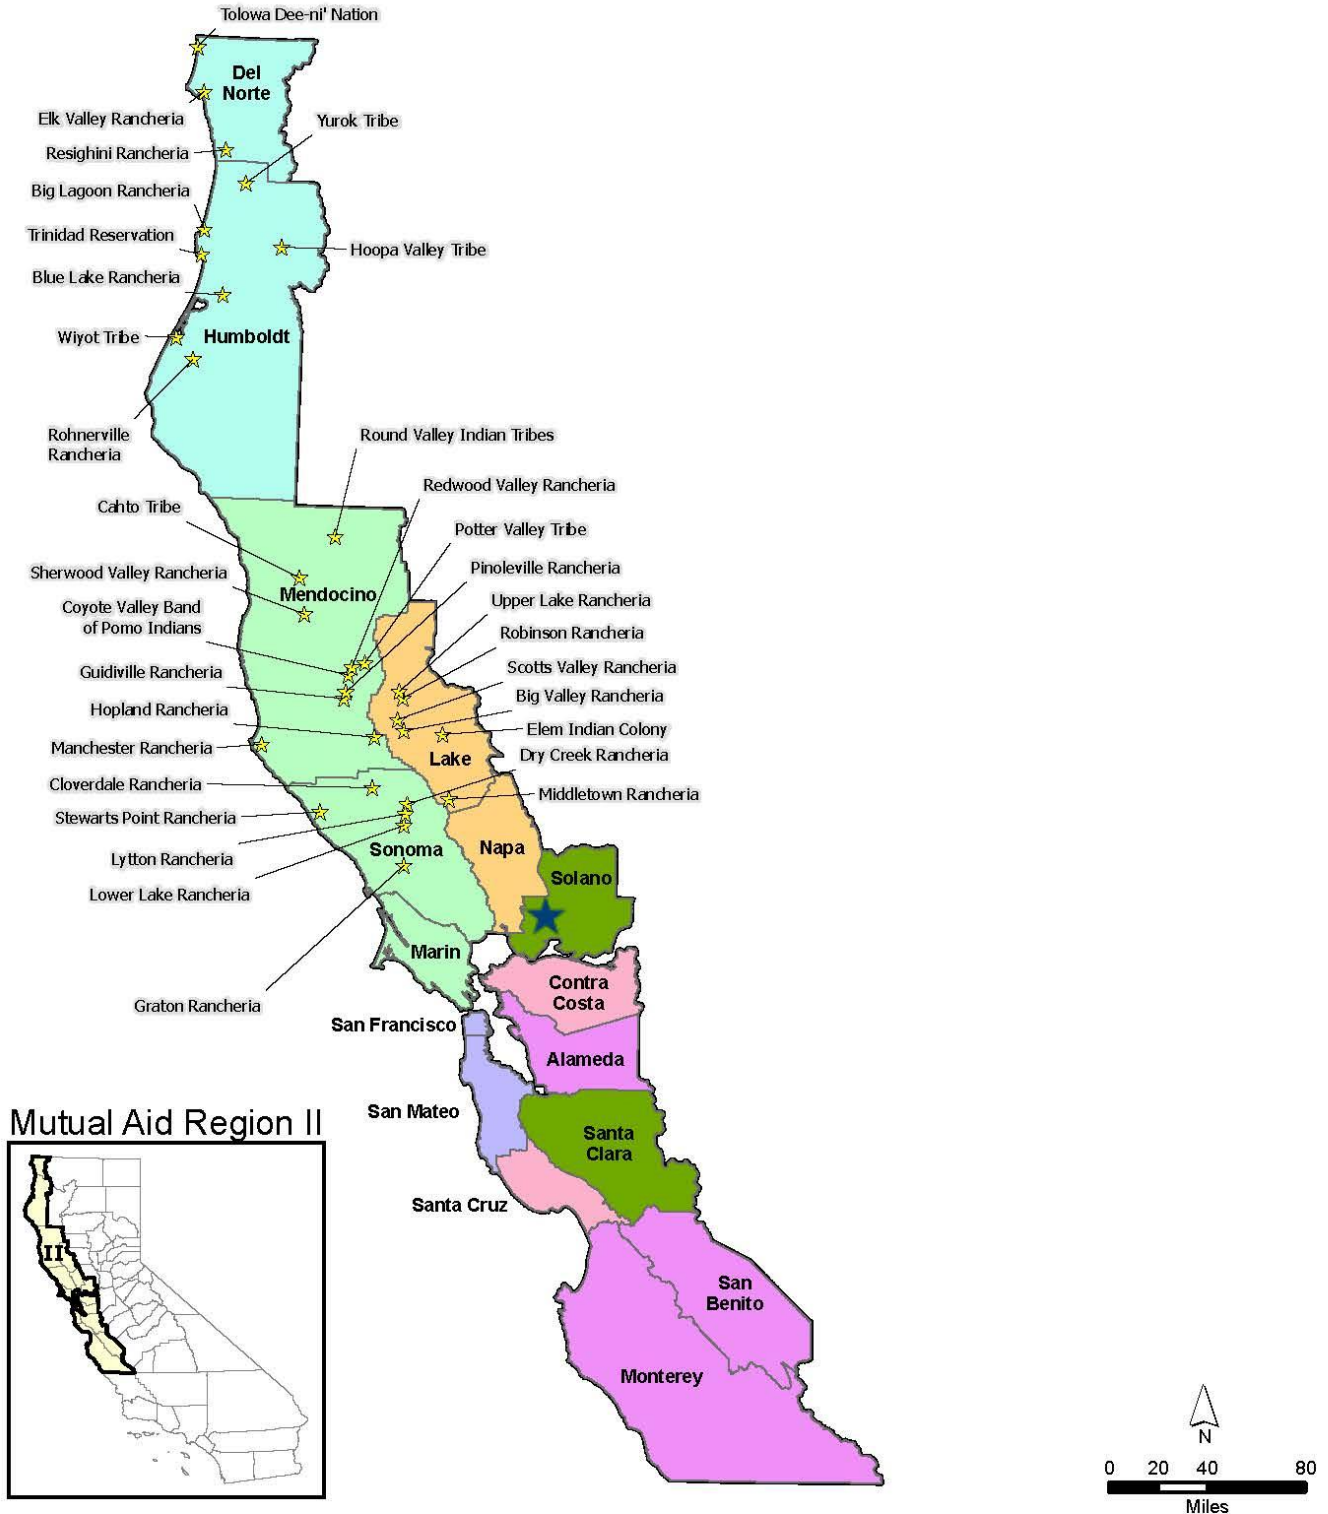 Tolowa Dee-ni' Nation
Del
Norte
Elk Valley Rancheria
Yurok Tribe
Resighini Rancheria
Big Lagoon Rancheria
Trinidad Reservation
Hoopa Valley Tribe
Blue Lake Rancheria
Wiyot Tribe
Humboldt
Rohnerville
Rancheria
Round Valley Indian Tribes
Redwood Valley Rancheria
Cahto Tribe
Potter Valley Tribe
Pinoleville Rancheria
Sherwood Valley Rancheria
Mendocino
Upper Lake Rancheria
Coyote Valley Band
of Pomo Indians
Robinson Rancheria
Scotts Valley Rancheria
Guidiville Rancheria
Big Valley Rancheria
Hopland Rancheria
Elem Indian Colony
Manchester Rancheria
Lake
Dry Creek Rancheria
Cloverdale Rancheria
Middletown Rancheria
Stewarts Point Rancheria
Sonoma
Napa
Lytton Rancheria
Solano
Lower Lake Rancheria
Marin
Contra
Costa
Graton Rancheria
San Francisco
Alameda
San Mateo
Mutual Aid Region II
Santa
Clara
Santa Cruz
II
San
Benito
Monterey
N
0 20 40 80
Miles